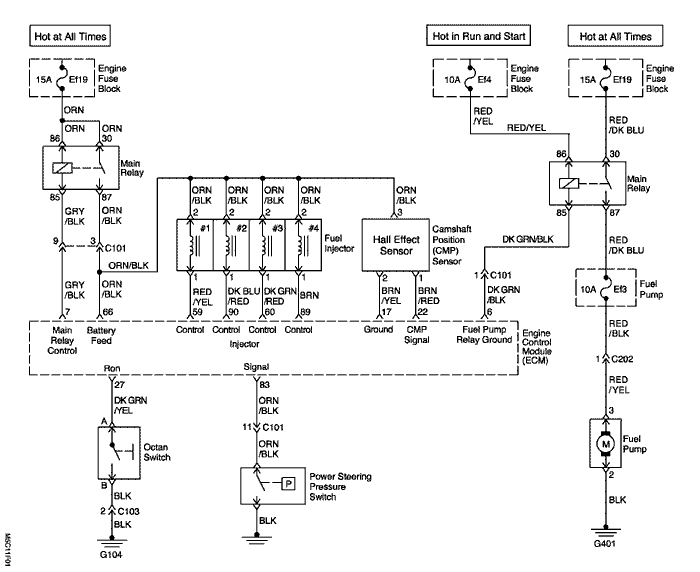 Hot at All Times
Hot in Run and Start
Hot at All Times
15A Ef19
Engine
Fuse
Block
10A Ef4
Engine
Fuse
Block
15A Ef19
Engine
Fuse
Block
ORN
ORN ORN
86 30
Main
Relay
85 87
RED
/YEL
RED/YEL
RED
/DK BLU
86 30
Main
Relay
85 87
GRY
/BLK
ORN
/BLK
9 3 C101
ORN/BLK
GRY
/BLK
ORN
/BLK
7 66
ORN
/BLK
ORN
/BLK
ORN
/BLK
ORN
/BLK
ORN
/BLK
2 2 2 2
#1 #2 #3 #4
Fuel
Injector
1 1 1 1
RED
/YEL
DK BLU
/RED
DK GRN
/RED
BRN
59 90 60 89
3
Hall Effect
Sensor
Camshaft
Position
(CMP)
Sensor
2 1
BRN
/YEL
BRN
/RED
17 22
DK GRN/BLK
1 C101
DK GRN
/BLK
6
RED
/DK BLU
10A Ef3
Fuel
Pump
RED
/BLK
1 C202
RED
/YEL
3
M
Fuel
Pump
2
BLK
G401
Main
Relay
Control
Battery
Feed
Control Control Control Control
Injector
Ground
CMP
Signal
Fuel Pump
Relay Ground
Engine
Control
Module
(ECM)
Ron
Signal
27
DK GRN
/YEL
A
Octan
Switch
B
BLK
2 C103
BLK
G104
B3
ORN
/BLK
11 C101
ORN
/BLK
P
Power Steering
Pressure
Switch
BLK
MSC11F01